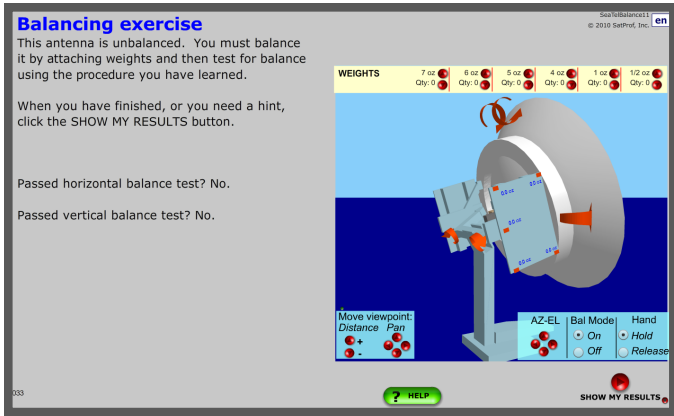 Balancing exercise
SeaTelBalance11
© 2010 SatProf, Inc.
en
This antenna is unbalanced. You must balance
it by attaching weights and then test for balance
using the procedure you have learned.
When you have finished, or you need a hint,
click the SHOW MY RESULTS button.
Passed horizontal balance test? No.
Passed vertical balance test? No.
WEIGHTS
7 oz
Qty: 0
6 oz
Qty: 0
5 oz
Qty: 0
4 oz
Qty: 0
1 oz
Qty: 0
1/2 oz
Qty: 0
0.0 oz
0.0 oz
0.0 oz
0.0 oz
0.0 oz
Move viewpoint:
Distance Pan
+
-
AZ-EL
Bal Mode
On
Off
Hand
Hold
Release
033
? HELP
SHOW MY RESULTS